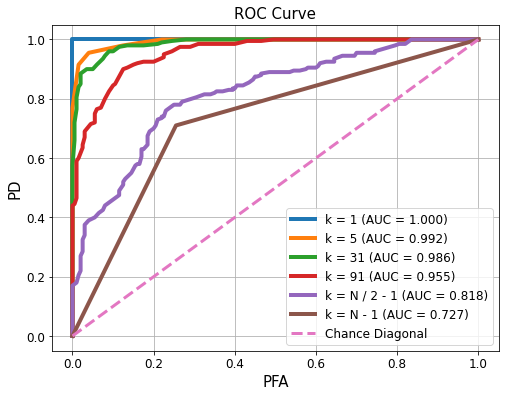 ROC Curve
1.0
0.8
0.6
0.4
0.2
0.0
PD
0.0 0.2 0.4 0.6 0.8 1.0
PFA
k = 1 (AUC = 1.000)
k = 5 (AUC = 0.992)
k = 31 (AUC = 0.986)
k = 91 (AUC = 0.955)
k = N / 2 - 1 (AUC = 0.818)
k = N - 1 (AUC = 0.727)
Chance Diagonal